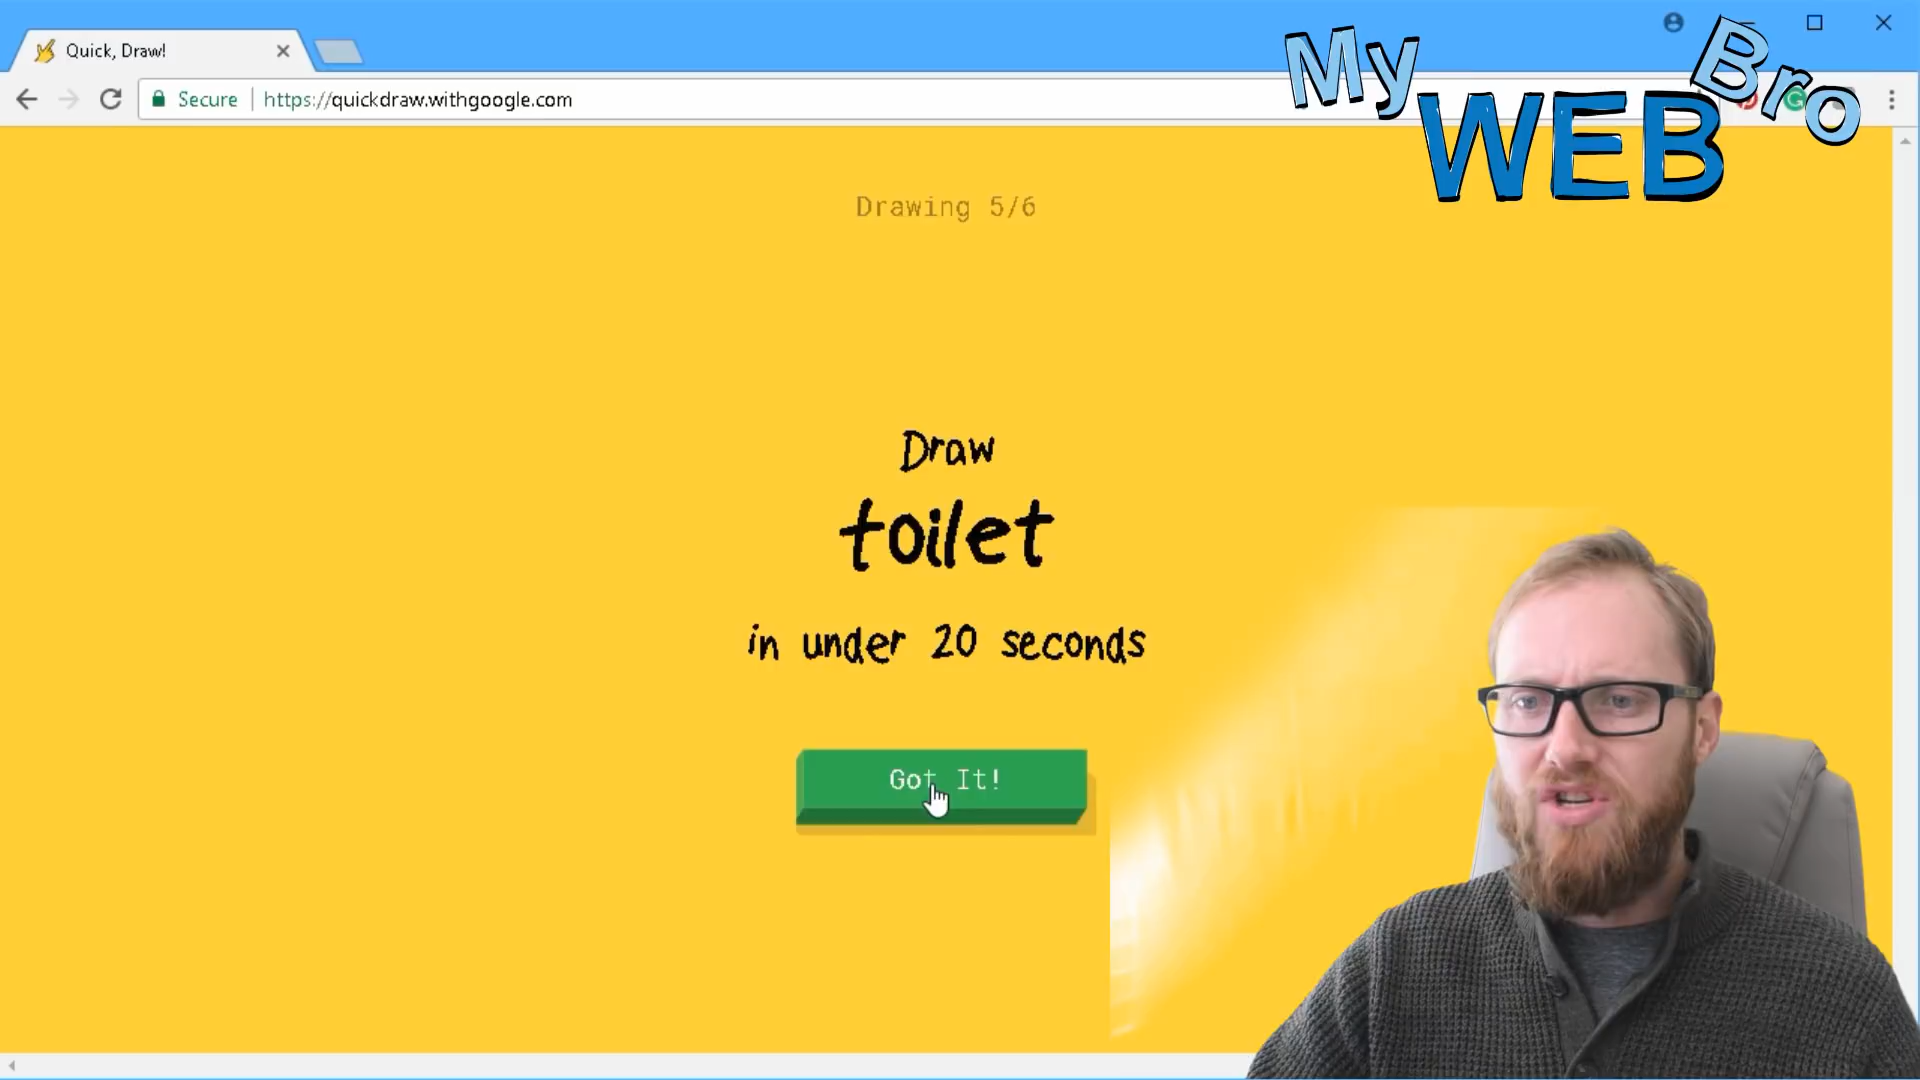 Quick, Draw!
Secure | https://quickdraw.withgoogle.com
My
WEB
Bro
Drawing 5/6
Draw
toilet
in under 20 seconds
Got It!